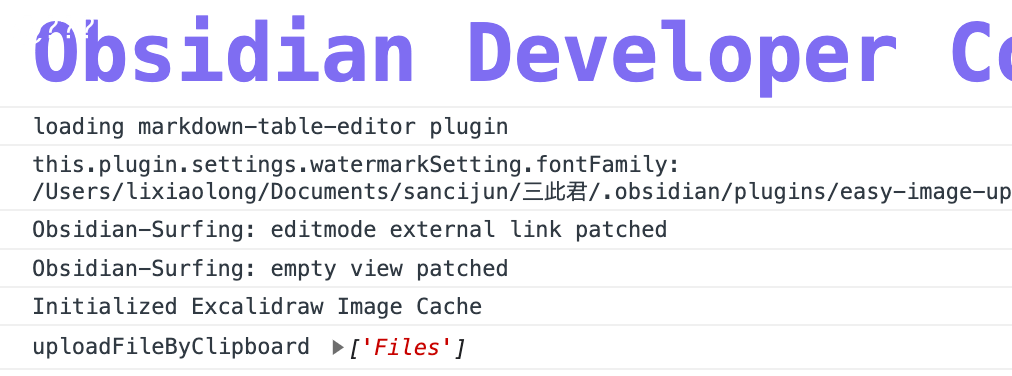 Obsidian Developer Co
loading markdown-table-editor plugin
this.plugin.settings.watermarkSetting.fontFamily:
/Users/lixiaolong/Documents/sancijun/三此君/.obsidian/plugins/easy-image-up
Obsidian-Surfing: editmode external link patched
Obsidian-Surfing: empty view patched
Initialized Excalidraw Image Cache
uploadFileByClipboard ▶['Files']